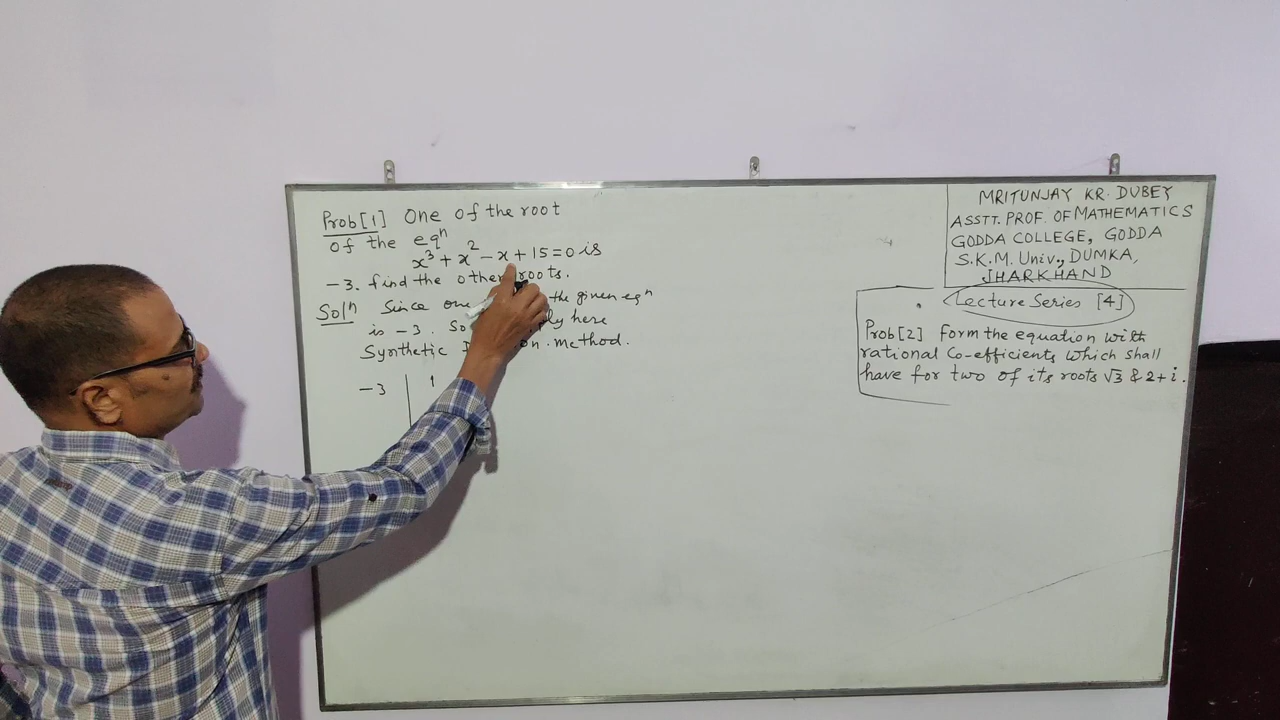 Prob[1] One of the root
of the eqⁿ
x³ + x² - x + 15 = 0 is
-3. find the other roots.
Solⁿ Since one the given eqⁿ
is -3. So here
Synthetic method.
-3 | 1
MRITUNJAY KR. DUBEY
ASSTT. PROF. OF MATHEMATICS
GODDA COLLEGE, GODDA
S.K.M. Univ., DUMKA,
JHARKHAND
Lecture Series [4]
Prob[2] Form the equation with
rational Co-efficients which shall
have for two of its roots √3 & 2+i.